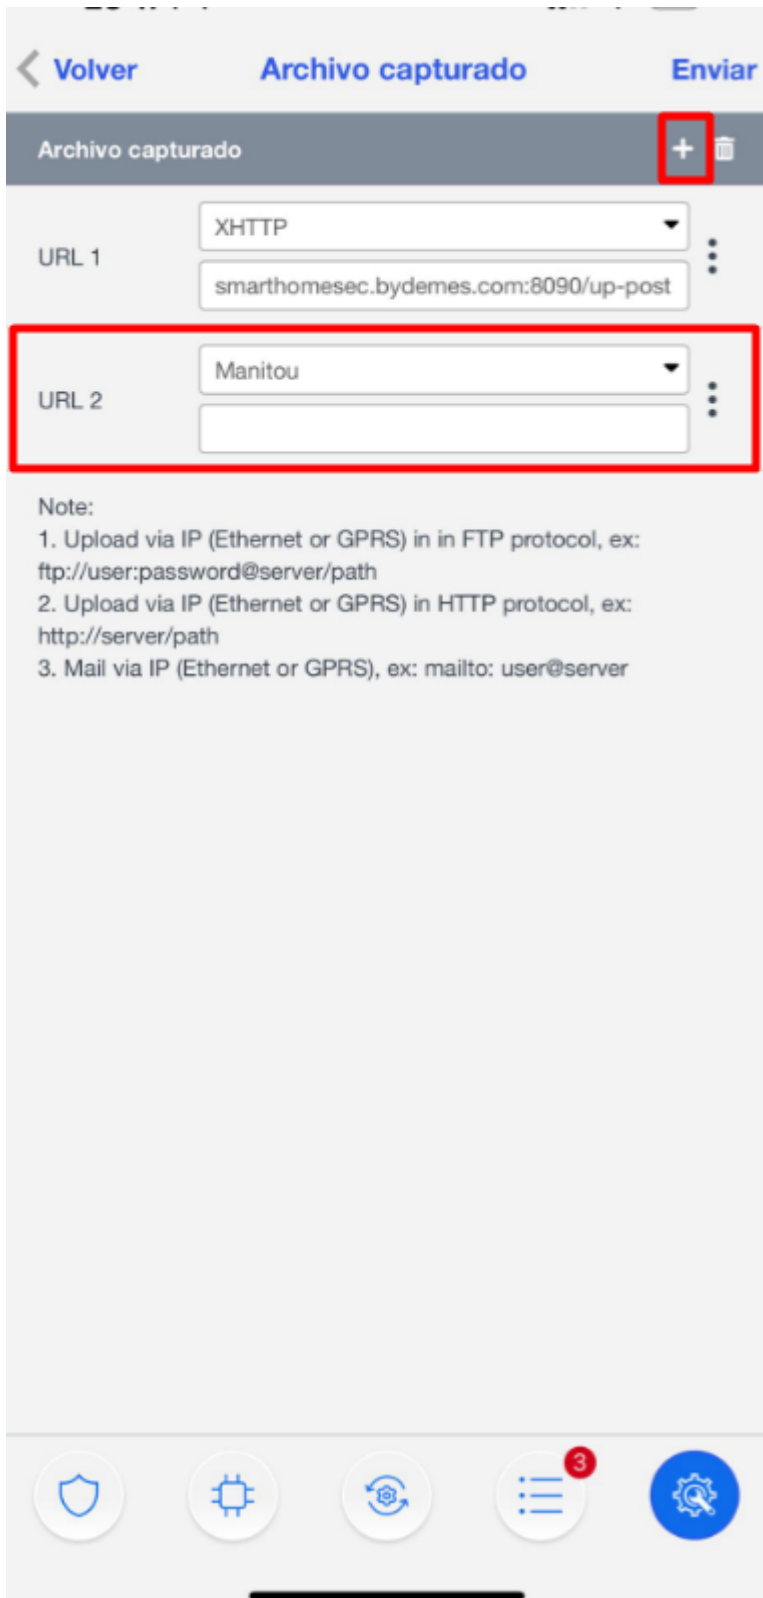 Volver Archivo capturado Enviar
Archivo capturado
XHTTP
URL 1
smarthomesec.bydemes.com:8090/up-post
Manitou
URL 2
Note:
1. Upload via IP (Ethernet or GPRS) in in FTP protocol, ex:
ftp://user:password@server/path
2. Upload via IP (Ethernet or GPRS) in HTTP protocol, ex:
http://server/path
3. Mail via IP (Ethernet or GPRS), ex: mailto: user@server
3